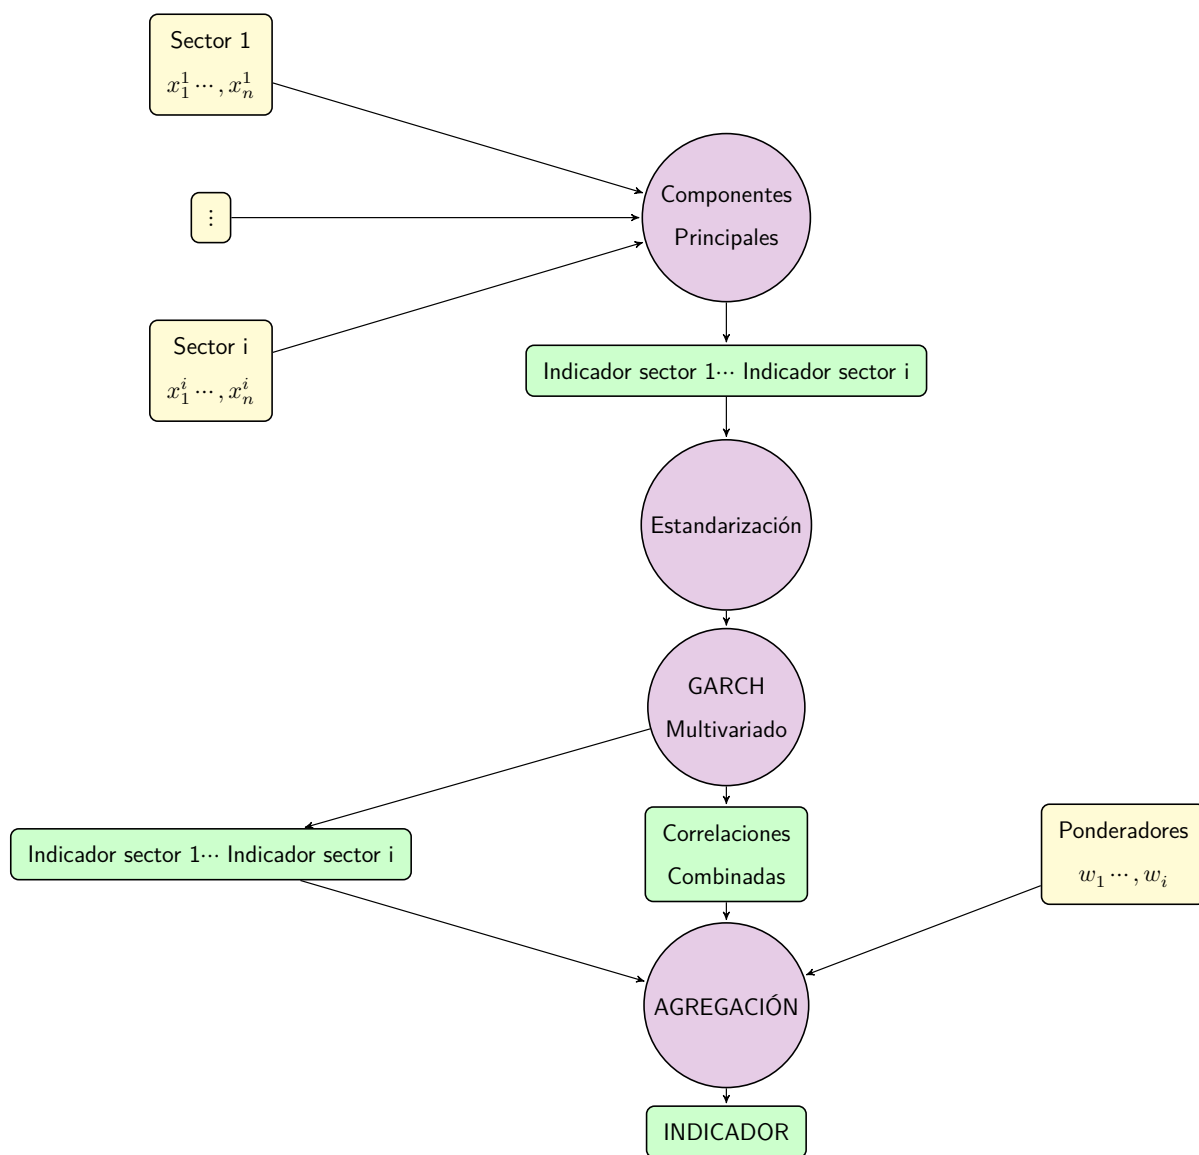 Sector 1
x_1^1 ⋯ , x_n^1
⋮
Sector i
x_1^i ⋯ , x_n^i
Componentes
Principales
Indicador sector 1⋯ Indicador sector i
Estandarización
GARCH
Multivariado
Indicador sector 1⋯ Indicador sector i
Correlaciones
Combinadas
Ponderadores
w_1 ⋯ , w_i
AGREGACIÓN
INDICADOR